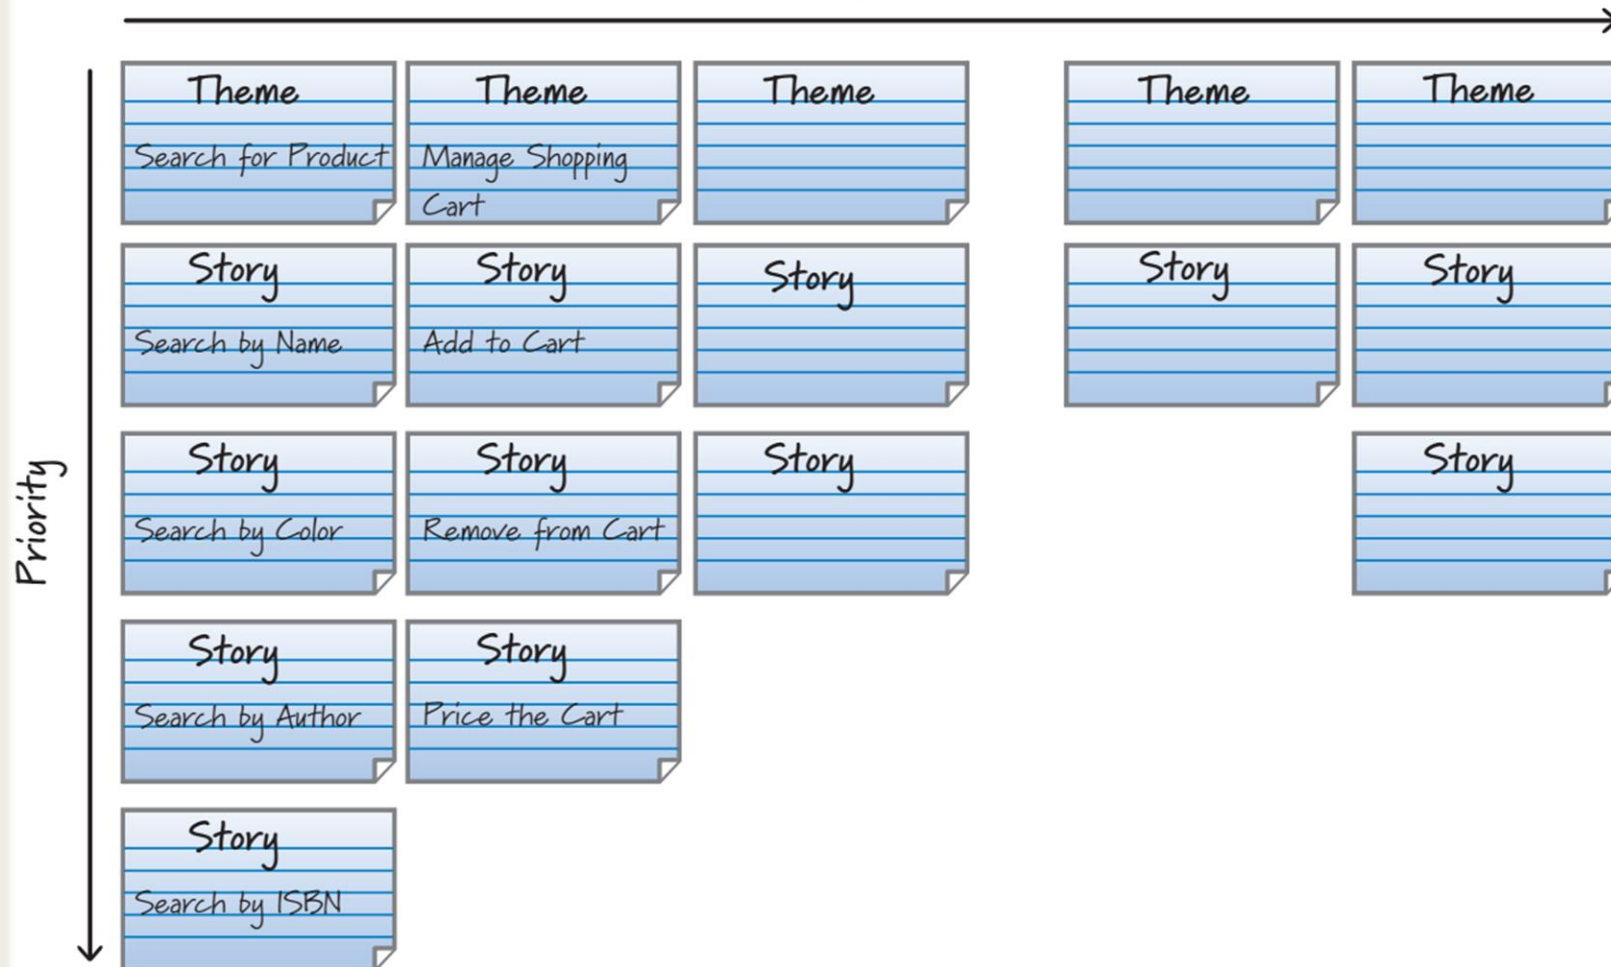 Theme
Search for Product
Theme
Manage Shopping
Cart
Theme
Theme
Theme
Story
Search by Name
Story
Add to Cart
Story
Story
Story
Priority
Story
Search by Color
Story
Remove from Cart
Story
Story
Story
Search by Author
Story
Price the Cart
Story
Search by ISBN